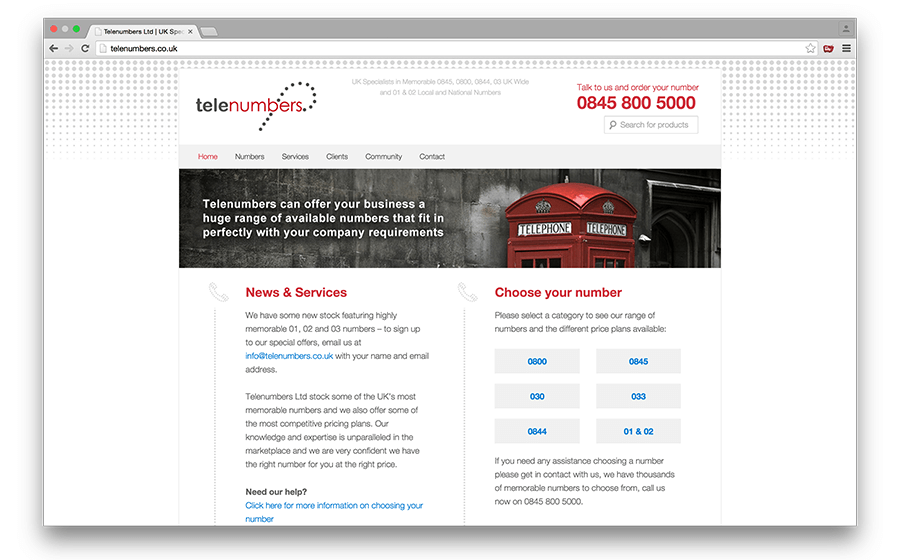 Telenumbers Ltd | UK Spec
telenumbers.co.uk
telenumbers
UK Specialists in Memorable 0845, 0800, 0844, 03 UK Wide
and 01 & 02 Local and National Numbers
Talk to us and order your number
0845 800 5000
Search for products
Home Numbers Services Clients Community Contact
Telenumbers can offer your business a
huge range of available numbers that fit in
perfectly with your company requirements
TELEPHONE TELEPHONE
News & Services
We have some new stock featuring highly
memorable 01, 02 and 03 numbers – to sign up
to our special offers, email us at
info@telenumbers.co.uk with your name and email
address.
Telenumbers Ltd stock some of the UK's most
memorable numbers and we also offer some of
the most competitive pricing plans. Our
knowledge and expertise is unparalleled in the
marketplace and we are very confident we have
the right number for you at the right price.
Need our help?
Click here for more information on choosing your
number
Choose your number
Please select a category to see our range of
numbers and the different price plans available:
0800 0845
030 033
0844 01 & 02
If you need any assistance choosing a number
please get in contact with us, we have thousands
of memorable numbers to choose from, call us
now on 0845 800 5000.